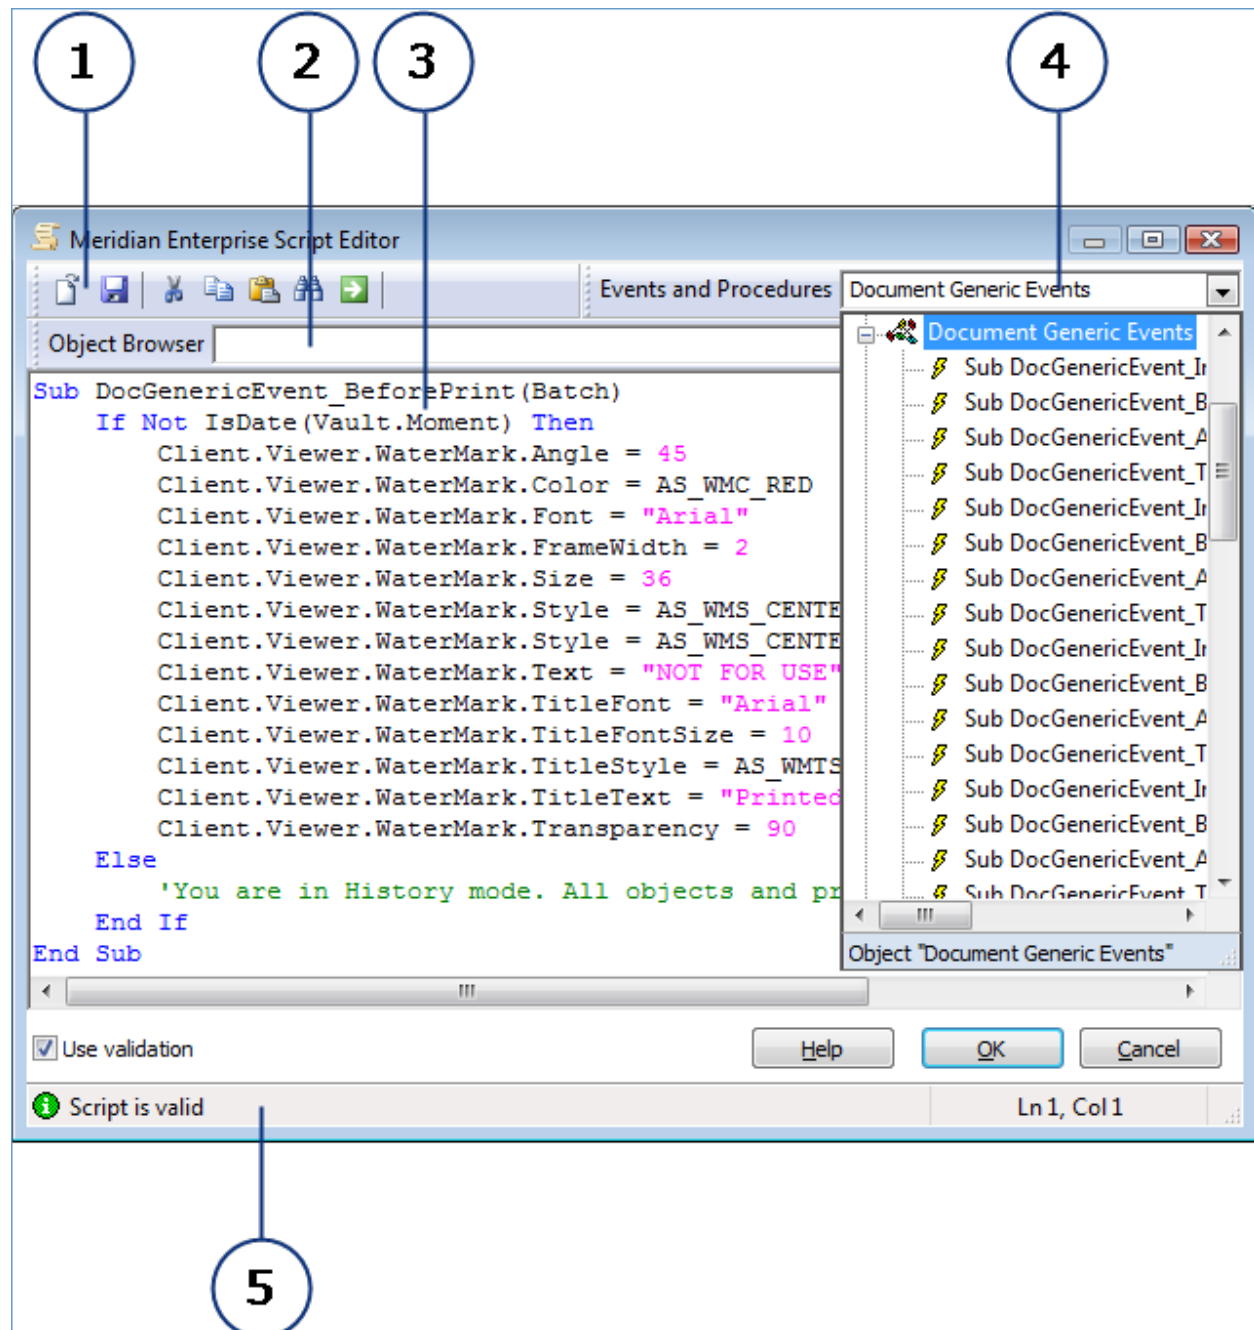 1
2
3
4
Meridian Enterprise Script Editor
Events and Procedures Document Generic Events
Object Browser
Document Generic Events
Sub DocGenericEvent_BeforePrint(Batch)
If Not IsDate(Vault.Moment) Then
Client.Viewer.WaterMark.Angle = 45
Client.Viewer.WaterMark.Color = AS_WMC_RED
Client.Viewer.WaterMark.Font = "Arial"
Client.Viewer.WaterMark.FrameWidth = 2
Client.Viewer.WaterMark.Size = 36
Client.Viewer.WaterMark.Style = AS_WMS_CENTE
Client.Viewer.WaterMark.Style = AS_WMS_CENTE
Client.Viewer.WaterMark.Text = "NOT FOR USE"
Client.Viewer.WaterMark.TitleFont = "Arial"
Client.Viewer.WaterMark.TitleFontSize = 10
Client.Viewer.WaterMark.TitleStyle = AS_WMTS
Client.Viewer.WaterMark.TitleText = "Printed
Client.Viewer.WaterMark.Transparency = 90
Else
'You are in History mode. All objects and pr
End If
End Sub
Sub DocGenericEvent_Ir
Sub DocGenericEvent_B
Sub DocGenericEvent_A
Sub DocGenericEvent_T
Sub DocGenericEvent_Ir
Sub DocGenericEvent_B
Sub DocGenericEvent_A
Sub DocGenericEvent_T
Sub DocGenericEvent_Ir
Sub DocGenericEvent_B
Sub DocGenericEvent_A
Sub DocGenericEvent_T
Sub DocGenericEvent_Ir
Sub DocGenericEvent_B
Sub DocGenericEvent_A
Sub DocGenericEvent_T
Object "Document Generic Events"
Use validation
Help
OK
Cancel
Script is valid
Ln 1, Col 1
5